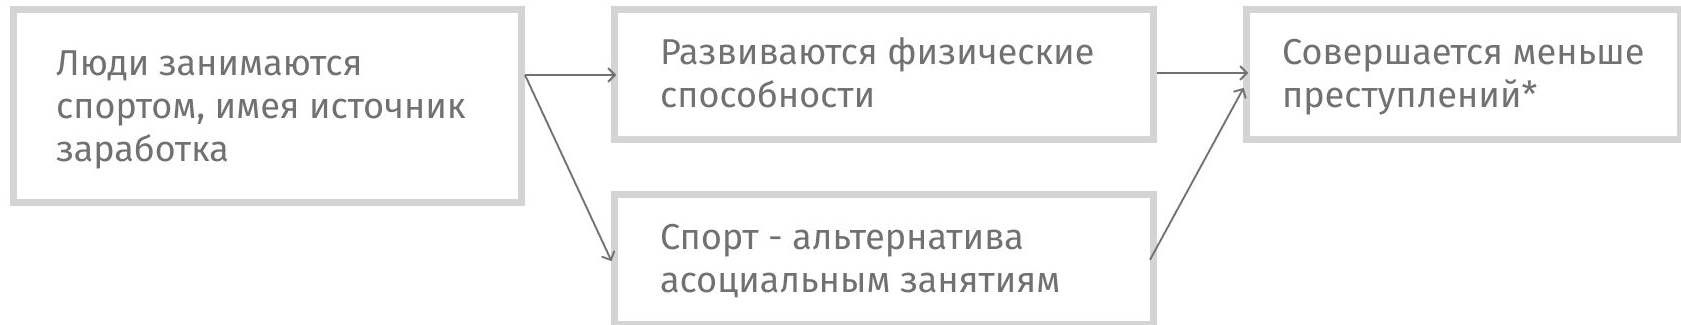 Люди занимаются
спортом, имея источник
заработка
Развиваются физические
способности
Спорт - альтернатива
асоциальным занятиям
Совершается меньше
преступлений*